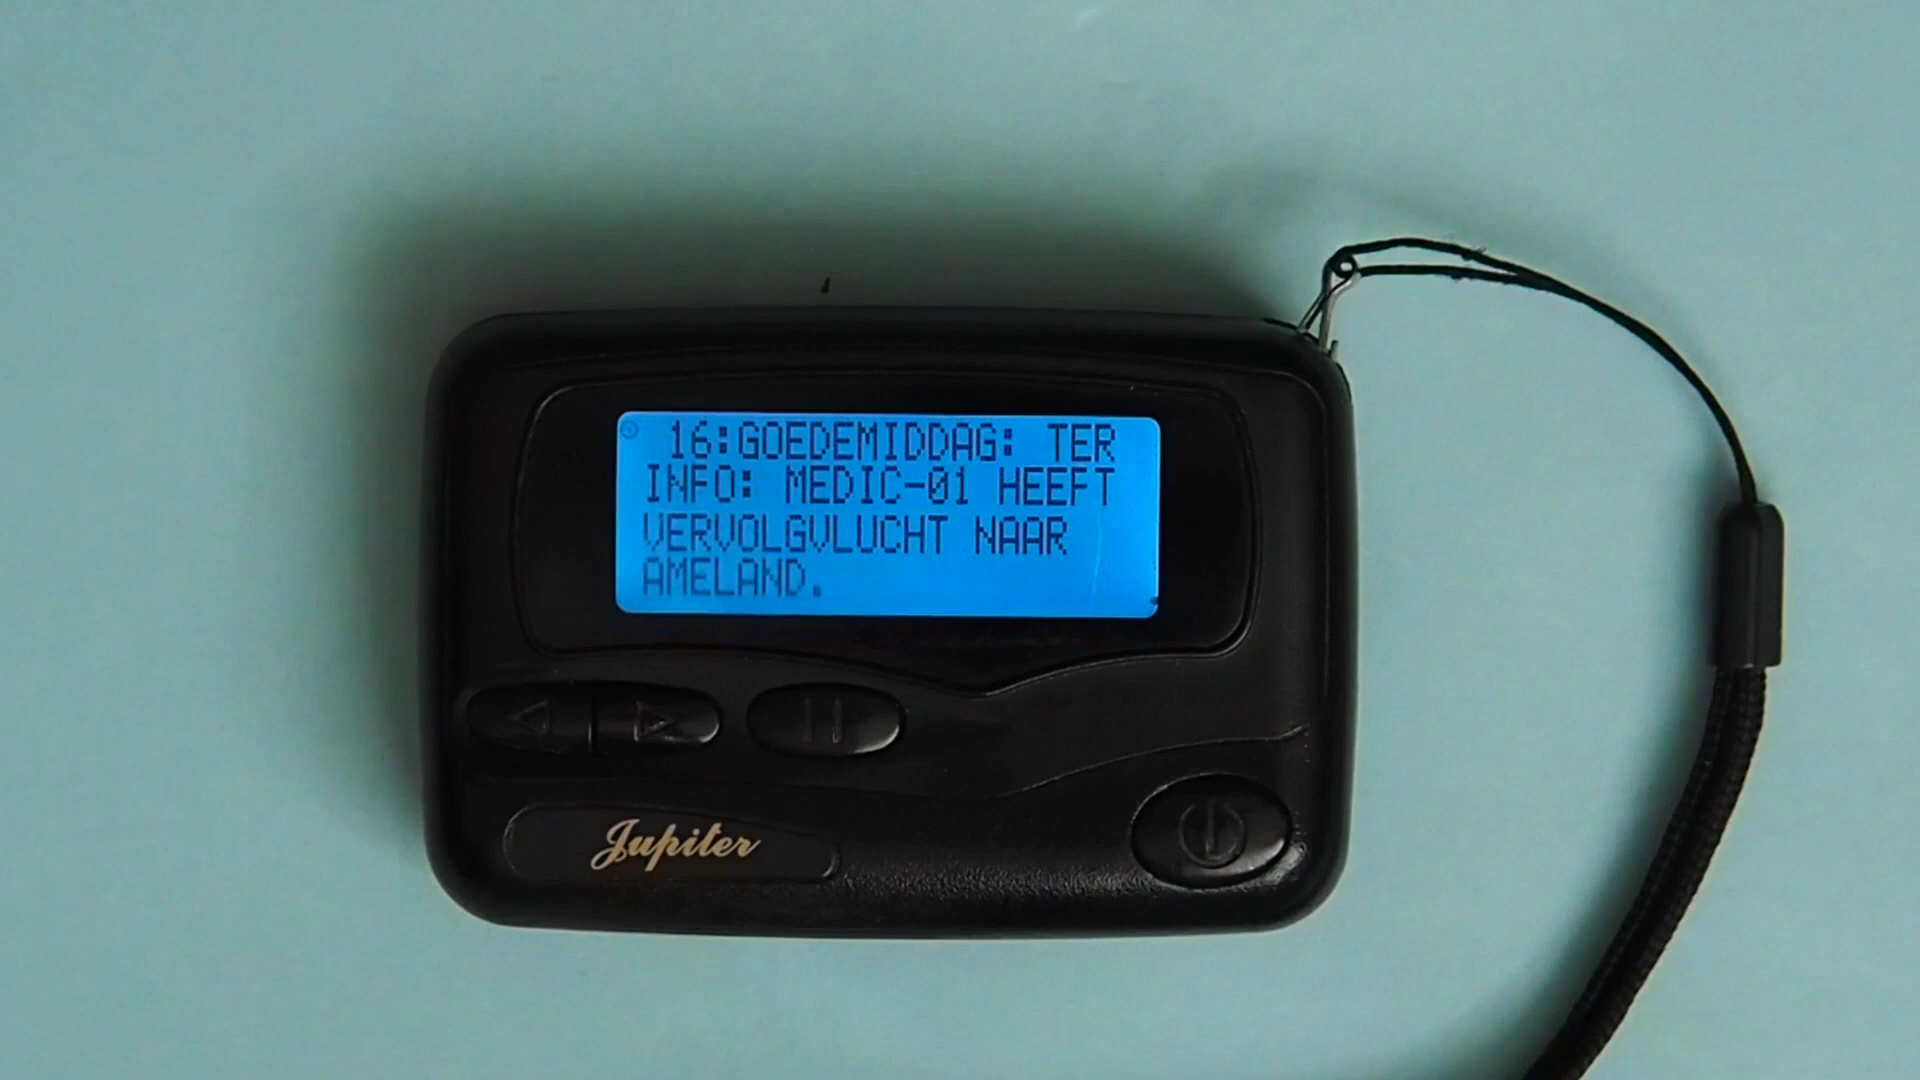 16:GOEDEMIDDAG: TER
INFO: MEDIC-01 HEEFT
VERVOLGVLUCHT NAAR
AMELAND.
Jupiter